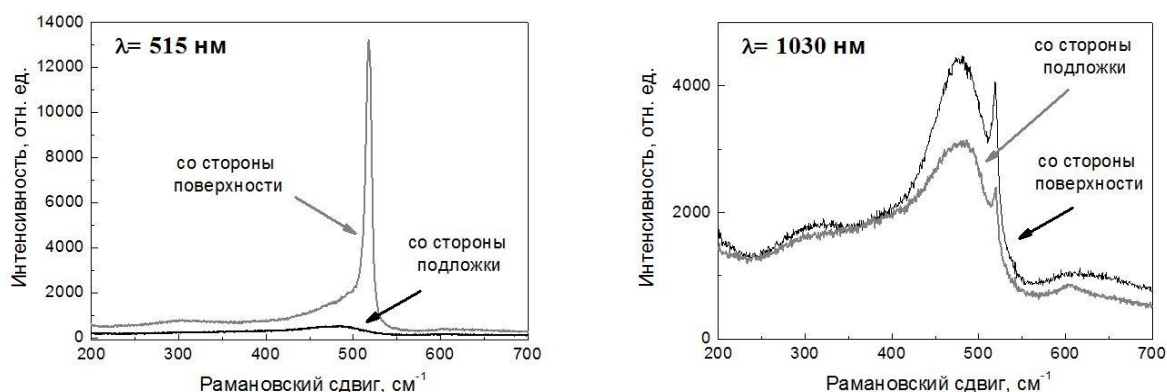 λ= 515 нм
14000
12000
10000
8000
6000
4000
2000
0
Интенсивность, отн. ед.
со стороны
поверхности
со стороны
подложки
200 300 400 500 600 700
Рамановский сдвиг, см⁻¹
λ= 1030 нм
4000
2000
0
Интенсивность, отн. ед.
со стороны
подложки
со стороны
поверхности
200 300 400 500 600 700
Рамановский сдвиг, см⁻¹